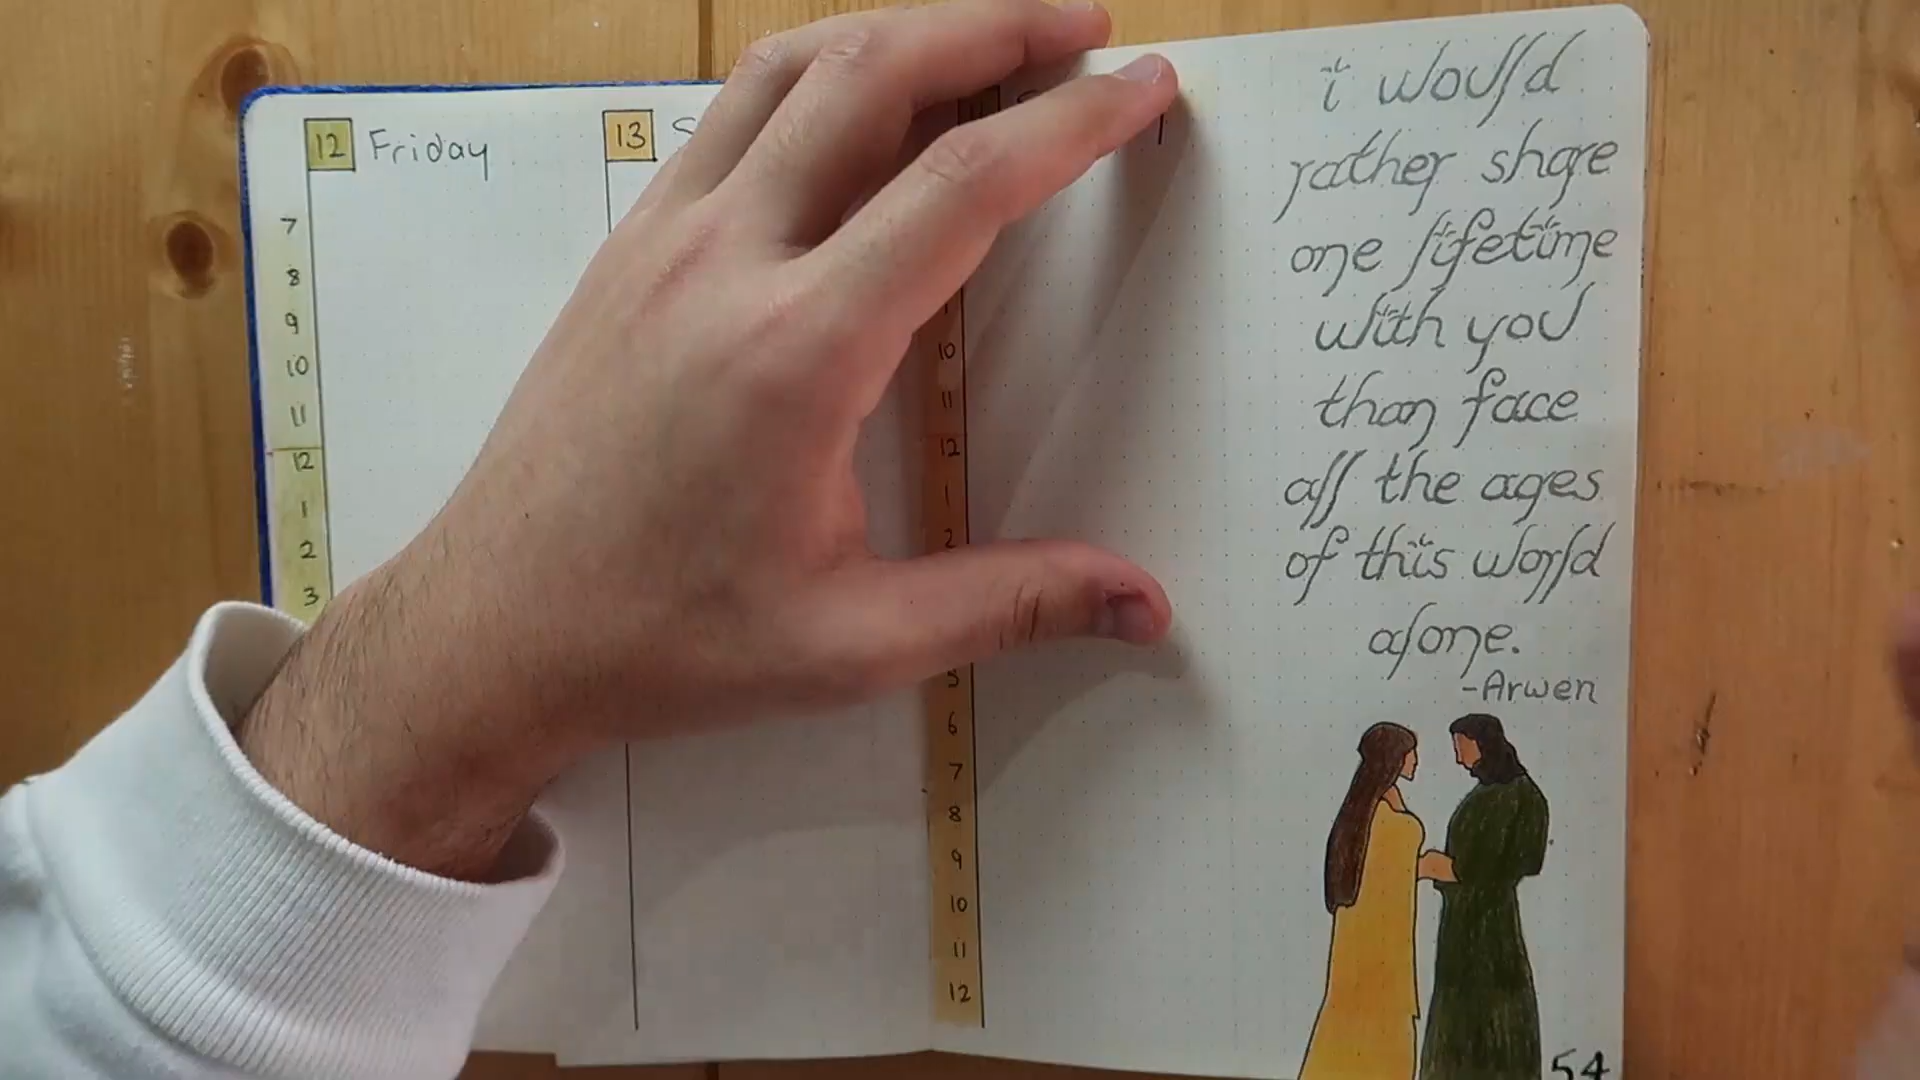 12 Friday
13 S
7
8
9
10
11
12
1
2
3
10
11
12
1
2
5
6
7
8
9
10
11
12
i would
rather share
one lifetime
with you
than face
all the ages
of this world
alone.
-Arwen
54